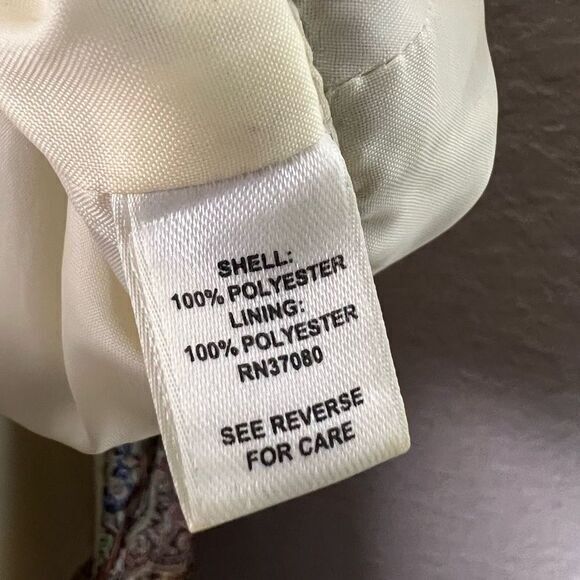 SHELL:
100% POLYESTER
LINING:
100% POLYESTER
RN37080
SEE REVERSE
FOR CARE